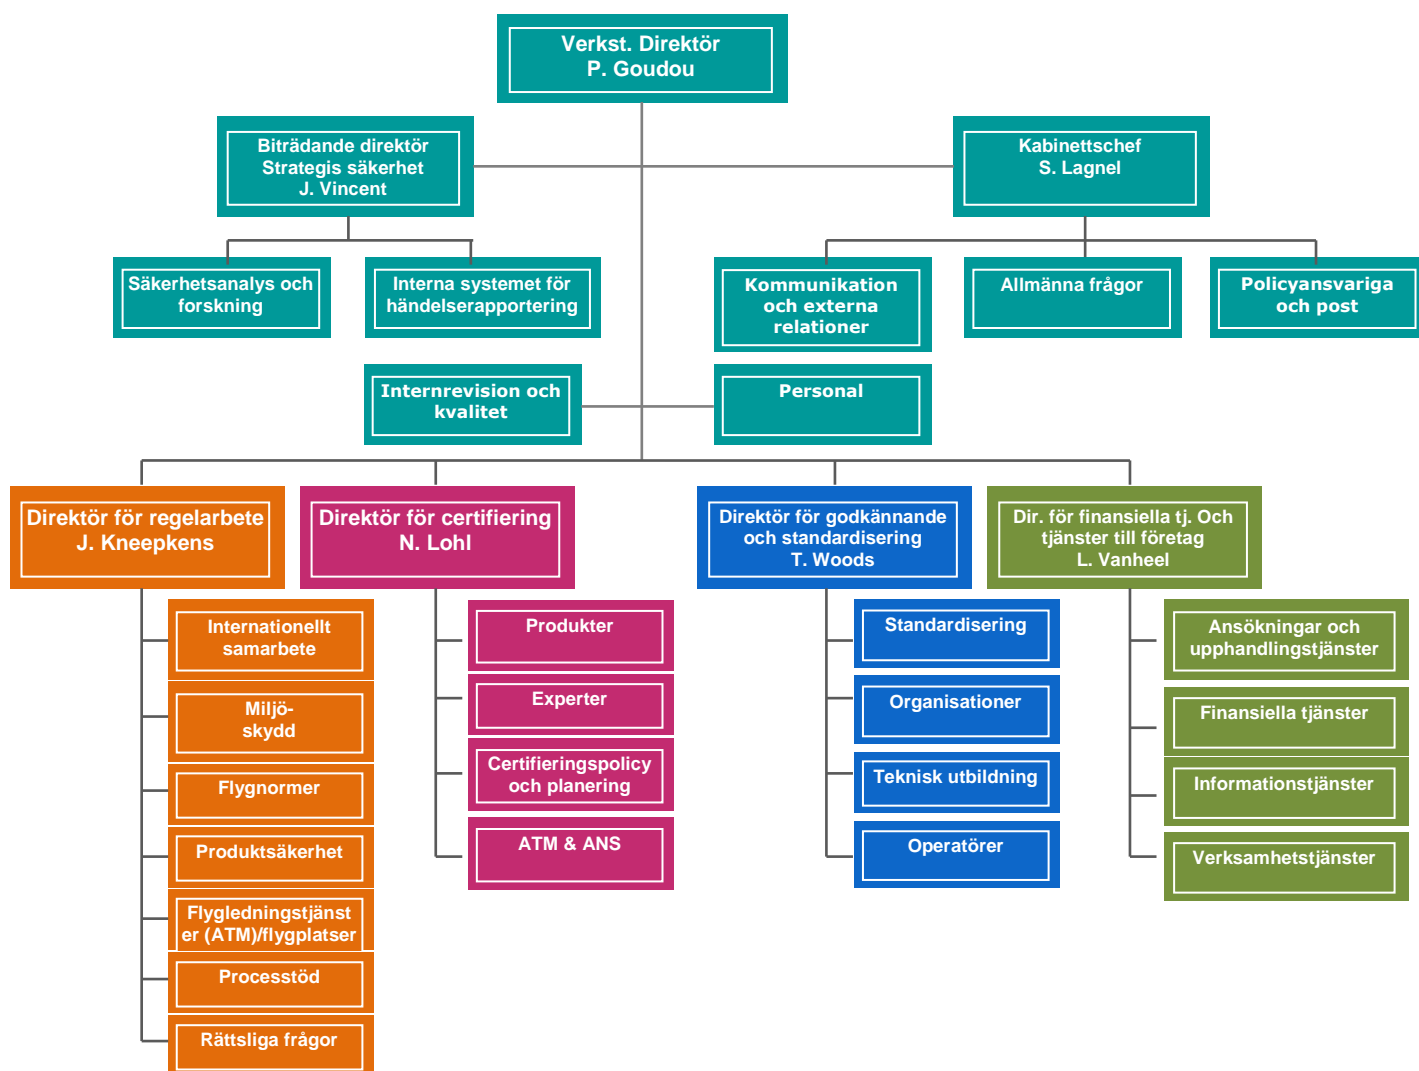 Verkst. Direktör
P. Goudou
Biträdande direktör
Strategis säkerhet
J. Vincent
Kabinettschef
S. Lagnel
Säkerhetsanalys och
forskning
Interna systemet för
händelserapportering
Kommunikation
och externa
relationer
Allmänna frågor
Policyansvariga
och post
Internrevision och
kvalitet
Personal
Direktör för regelarbete
J. Kneepkens
Direktör för certifiering
N. Lohl
Direktör för godkännande
och standardisering
T. Woods
Dir. för finansiella tj. Och
tjänster till företag
L. Vanheel
Internationellt
samarbete
Miljö-
skydd
Flygnormer
Produktsäkerhet
Flygledningstjänst
er (ATM)/flygplatser
Processtöd
Rättsliga frågor
Produkter
Experter
Certifieringspolicy
och planering
ATM & ANS
Standardisering
Organisationer
Teknisk utbildning
Operatörer
Ansökningar och
upphandlingstjänster
Finansiella tjänster
Informationstjänster
Verksamhetstjänster